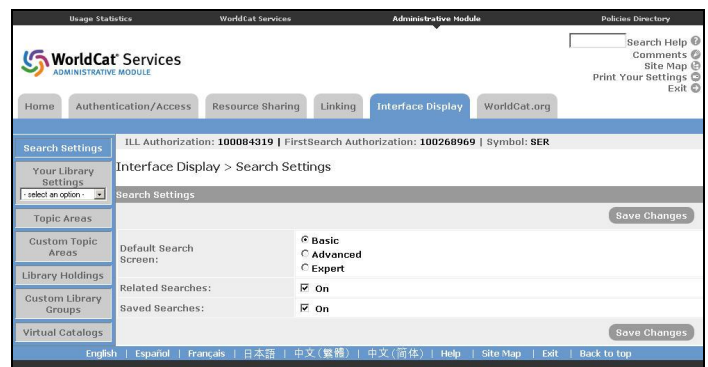 Usage Statistics WorldCat Services Administrative Module Policies Directory
Search Help
WorldCat Services
Comments
ADMINISTRATIVE MODULE
Site Map
Print Your Settings
Exit
Home Authentication/Access Resource Sharing Linking Interface Display WorldCat.org
Search Settings
ILL Authorization: 100084319 | FirstSearch Authorization: 100268969 | Symbol: SER
Your Library
Settings
- select an option -
Topic Areas
Custom Topic
Areas
Library Holdings
Custom Library
Groups
Virtual Catalogs
Interface Display > Search Settings
Search Settings
Save Changes
Default Search
Screen:
Basic
Advanced
Expert
Related Searches: On
Saved Searches: On
Save Changes
English | Español | Français | 日本語 | 中文(繁體) | 中文(简体) | Help | Site Map | Exit | Back to top